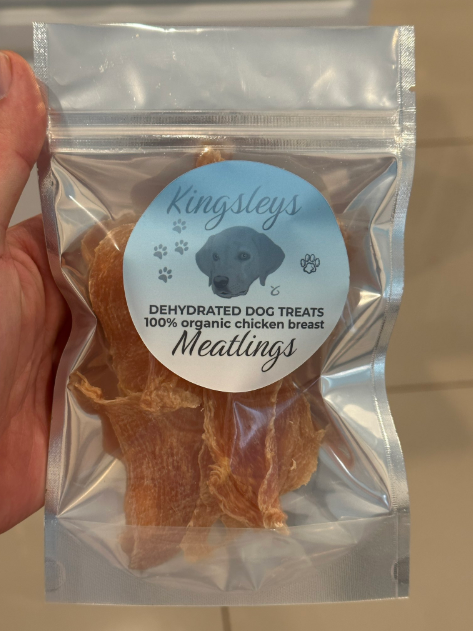 Kingsleys
DEHYDRATED DOG TREATS
100% organic chicken breast
Meatlings